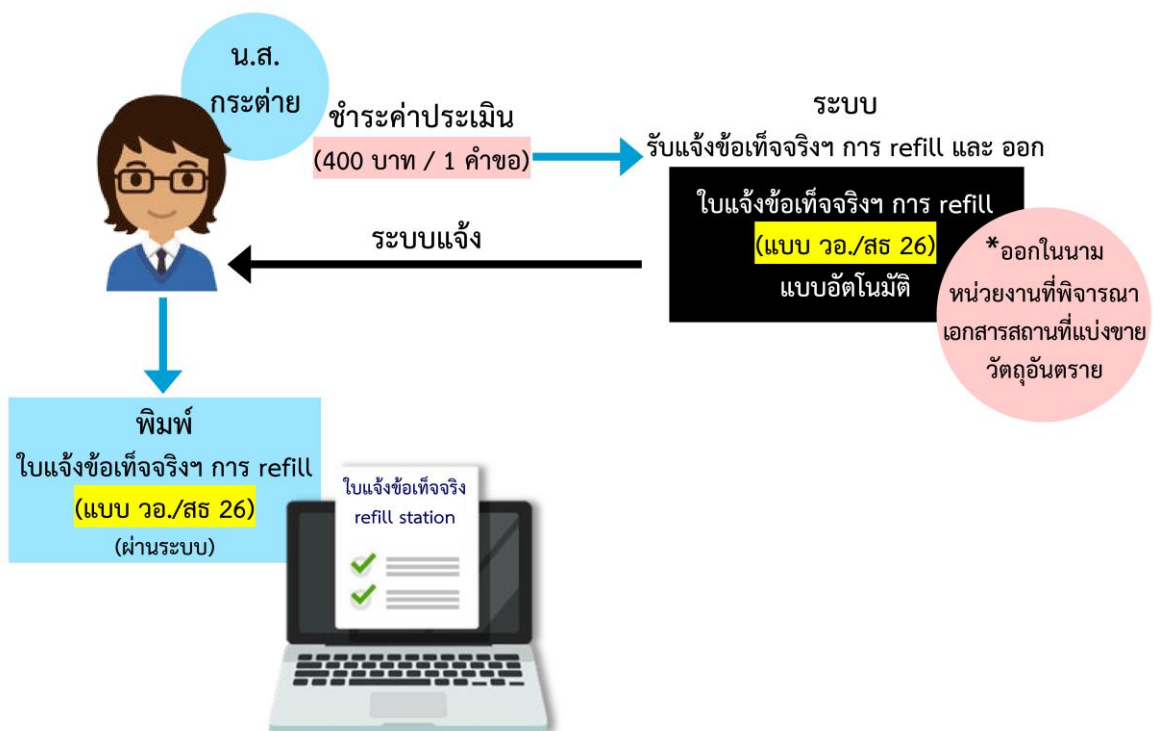 น.ส.
กระต่าย
ชำระค่าประเมิน
(400 บาท / 1 คำขอ)
ระบบ
รับแจ้งข้อเท็จจริงฯ การ refill และ ออก
ใบแจ้งข้อเท็จจริงฯ การ refill
(แบบ วอ./สธ 26)
แบบอัตโนมัติ
*ออกในนาม
หน่วยงานที่พิจารณา
เอกสารสถานที่แบ่งขาย
วัตถุอันตราย
ระบบแจ้ง
พิมพ์
ใบแจ้งข้อเท็จจริงฯ การ refill
(แบบ วอ./สธ 26)
(ผ่านระบบ)
ใบแจ้งข้อเท็จจริง
refill station